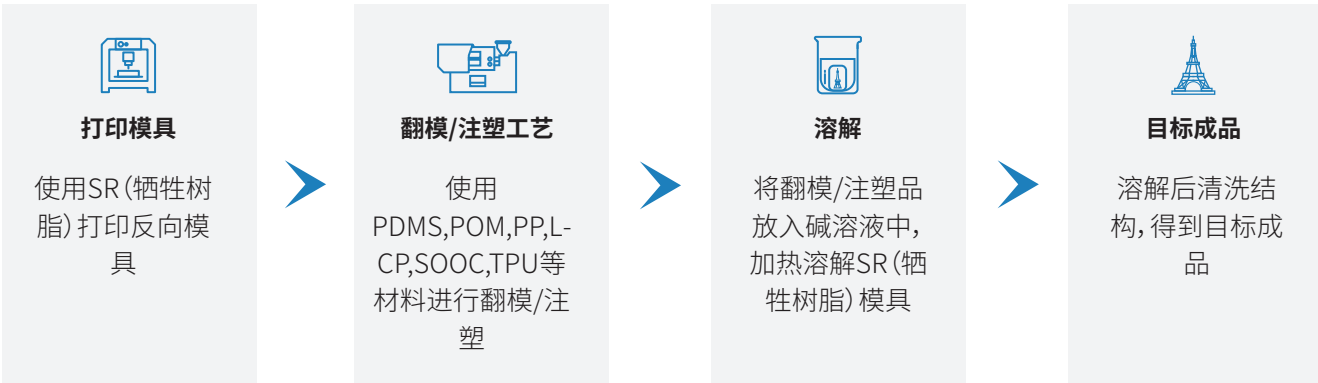 打印模具
使用SR(牺牲树
脂)打印反向模
具
翻模/注塑工艺
使用
PDMS,POM,PP,L-
CP,SOOC,TPU等
材料进行翻模/注
塑
溶解
将翻模/注塑品
放入碱溶液中,
加热溶解SR(牺
牲树脂)模具
目标成品
溶解后清洗结
构,得到目标成
品